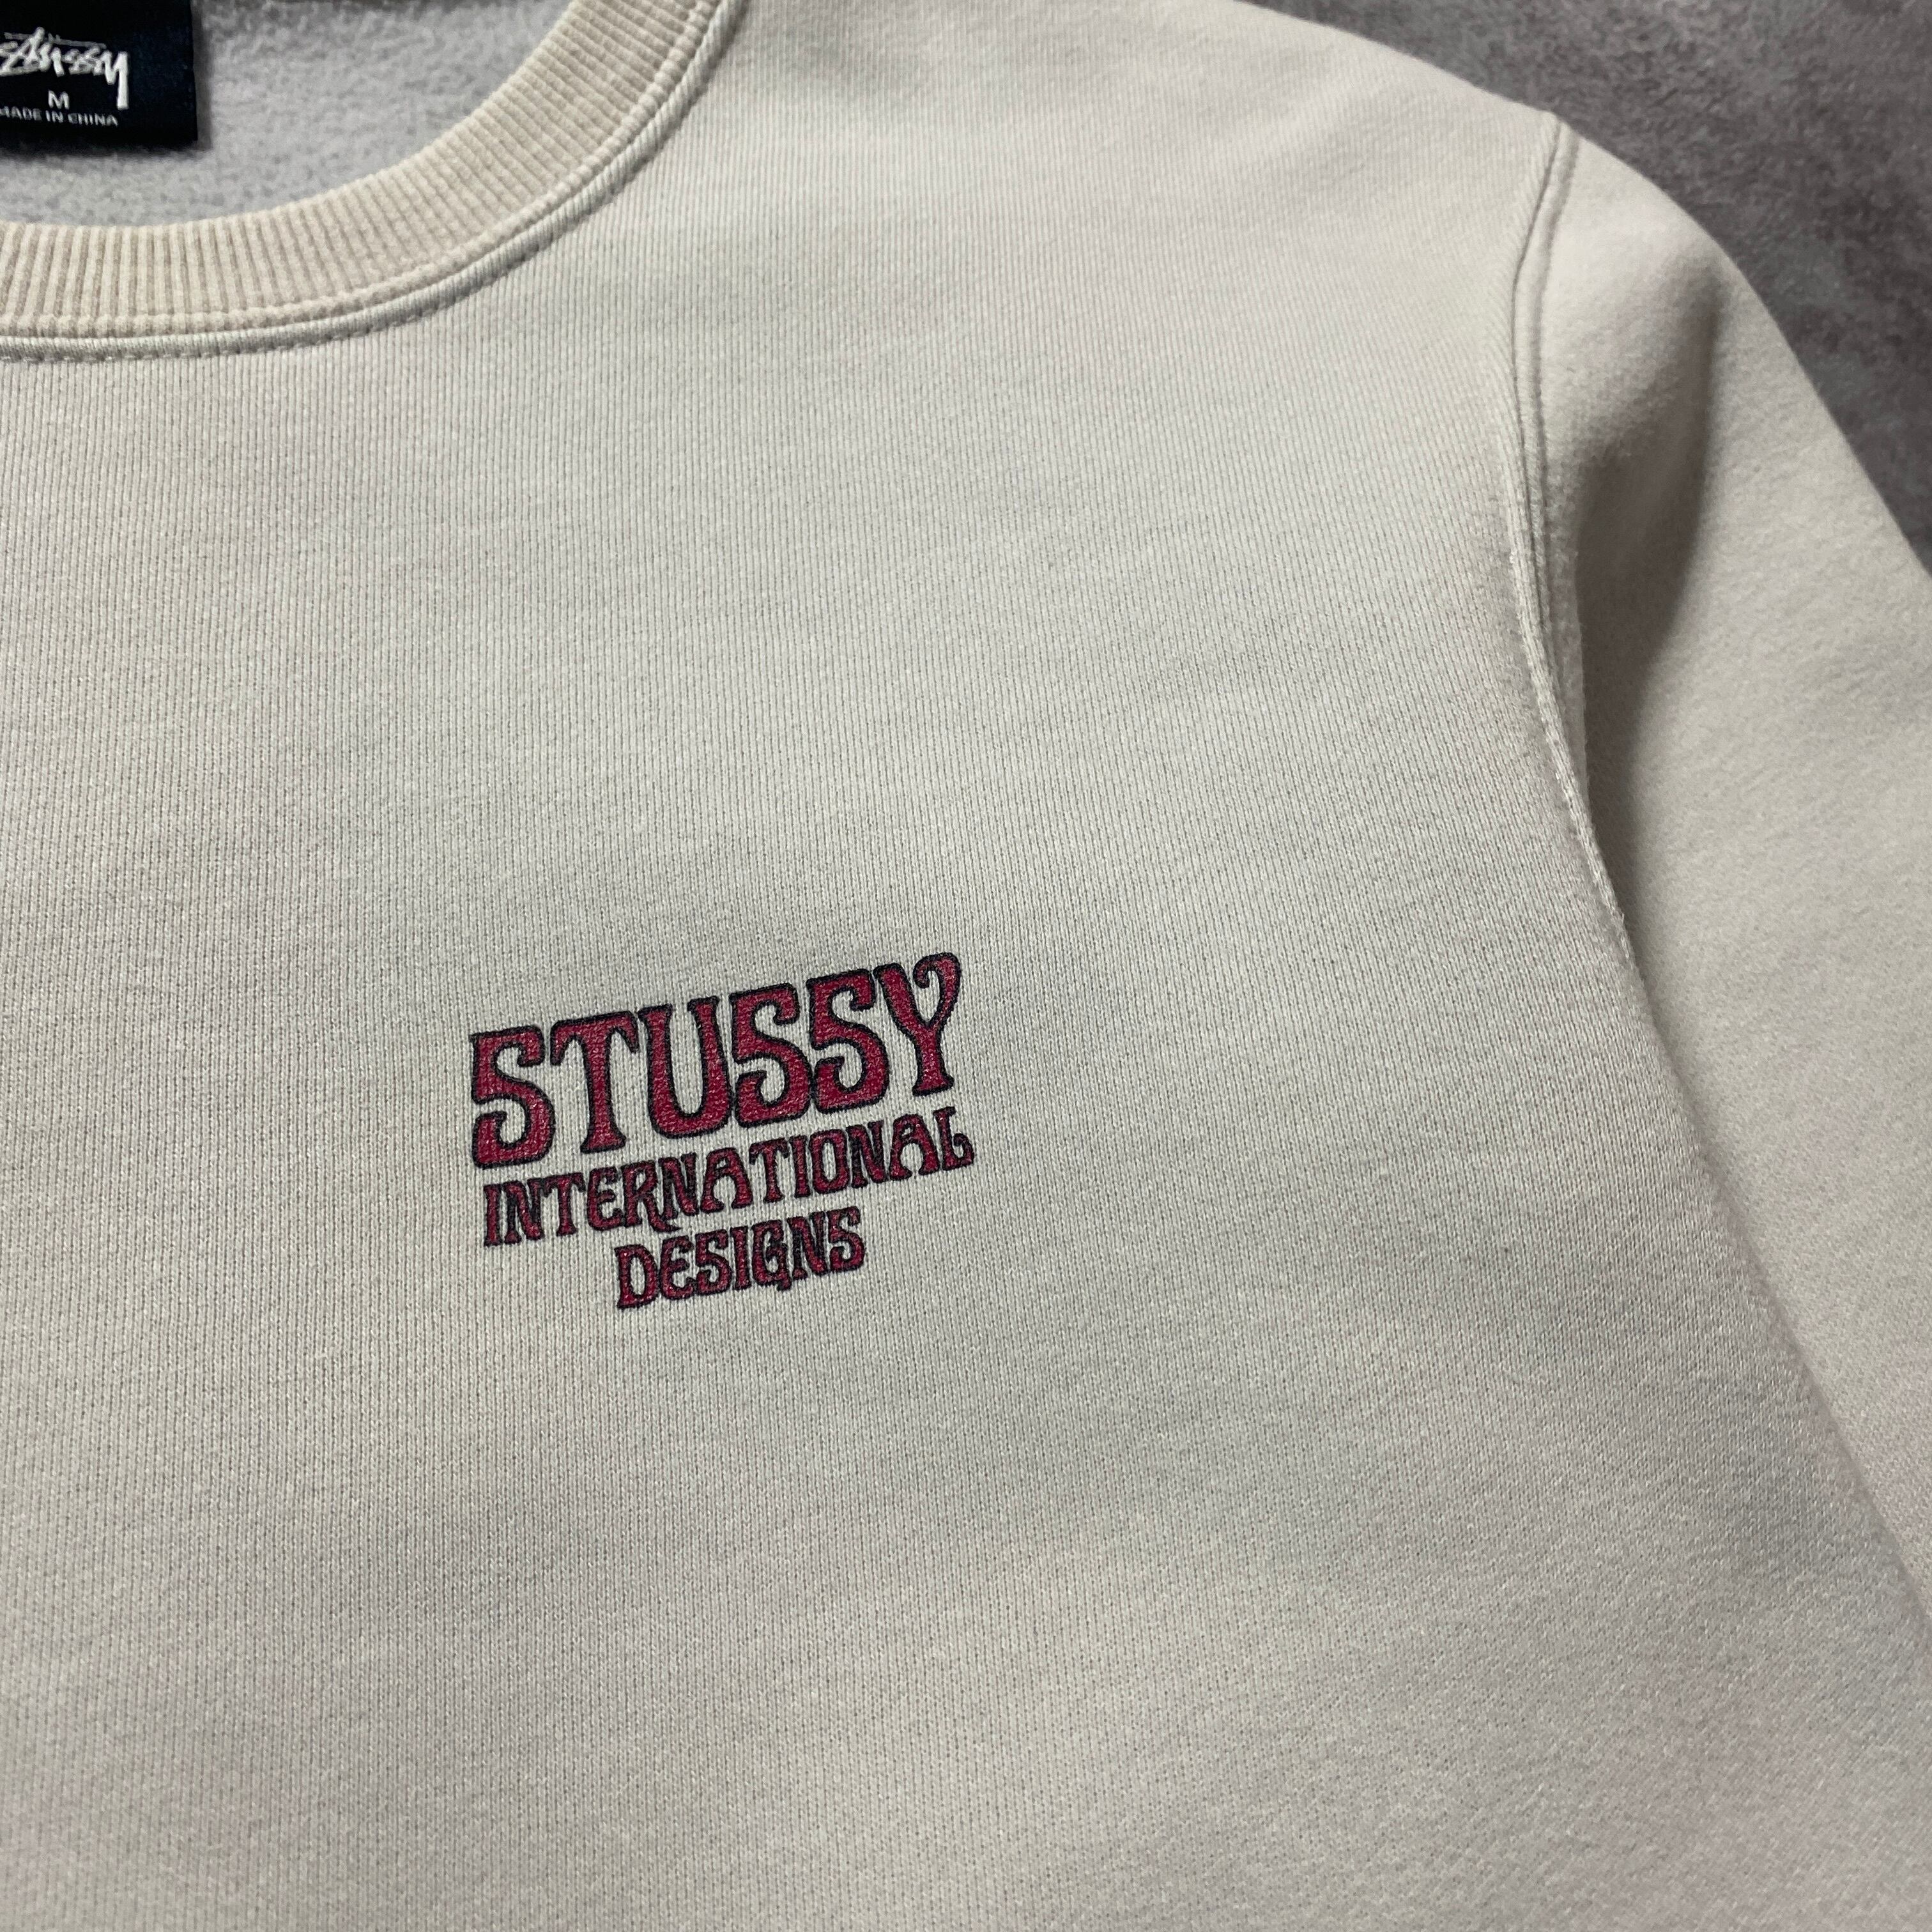 Stussy
M
MADE IN CHINA
STUSSY
INTERNATIONAL
DESIGNS